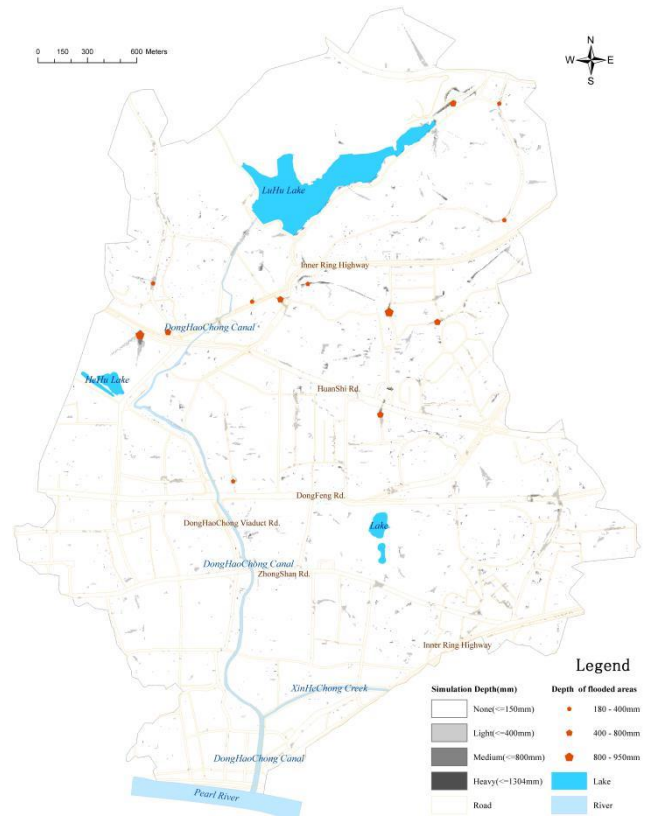 N
0 150 300 600 Meters
W E
S
LuHu Lake
Inner Ring Highway
DongHaoChong Canal
HeHu Lake
HuanShi Rd.
DongFeng Rd.
DongHaoChong Viaduct Rd.
Lake
DongHaoChong Canal
ZhongShan Rd.
Inner Ring Highway
XinHeChong Creek
DongHaoChong Canal
Pearl River
Legend
Simulation Depth(mm)
None(<=150mm)
Light(<=400mm)
Medium(<=800mm)
Heavy(<=1304mm)
Road
Depth of flooded areas
180 - 400mm
400 - 800mm
800 - 950mm
Lake
River